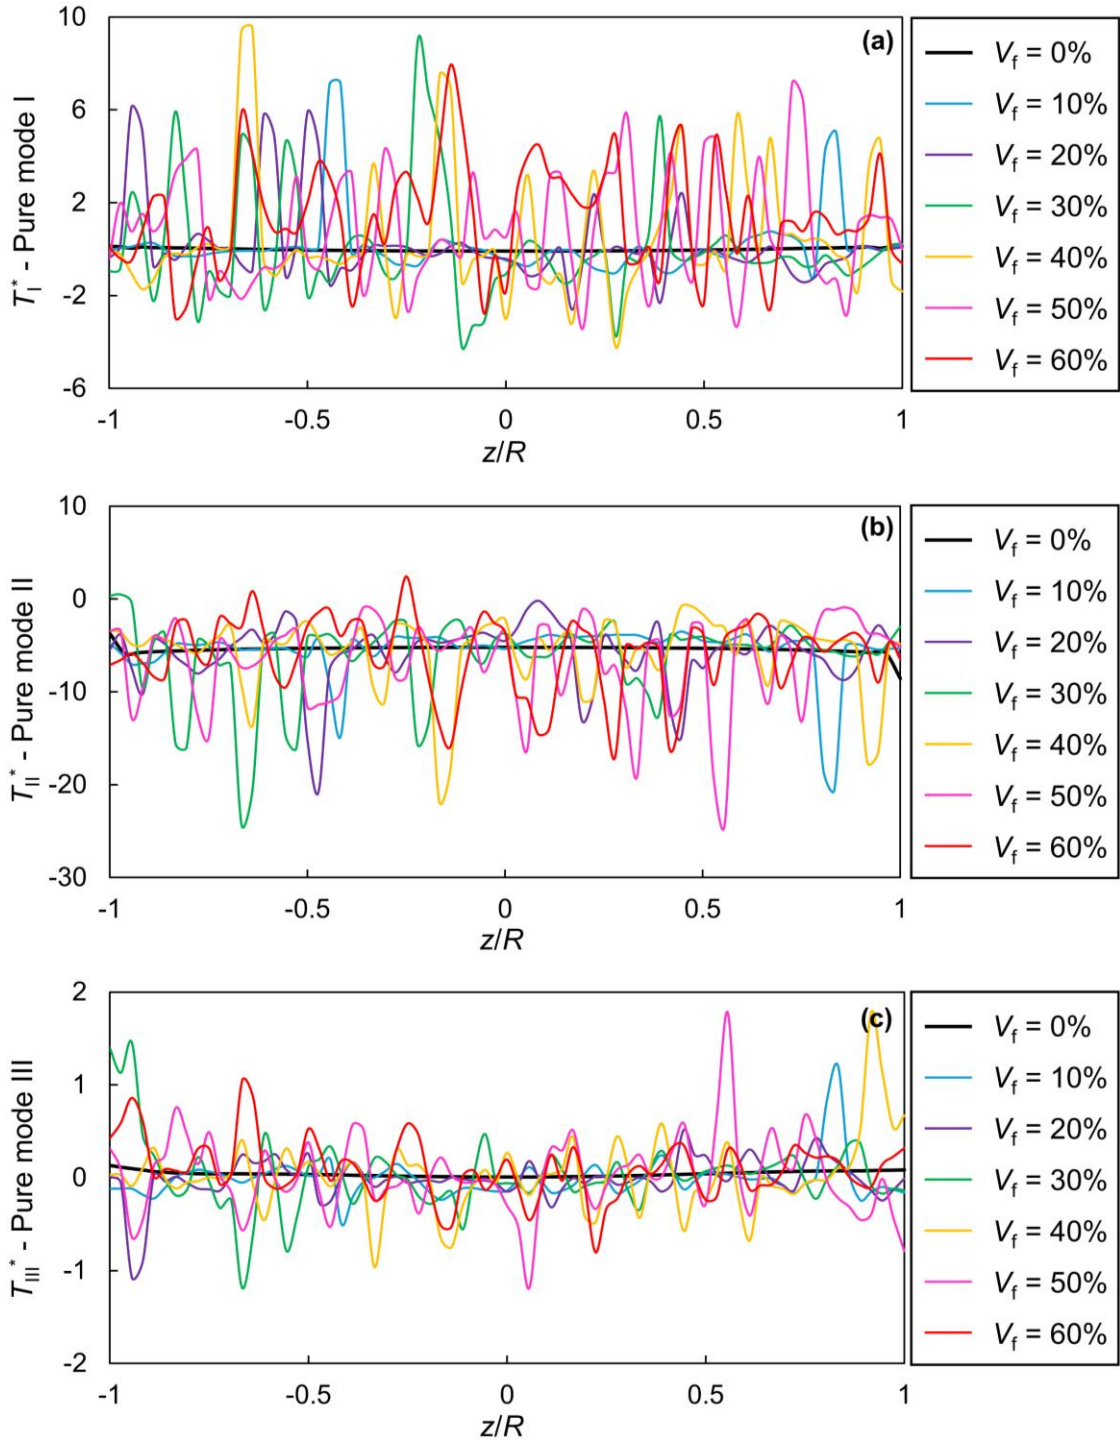 10
6
2
-2
-6
T_I* - Pure mode I
(a)
-1 -0.5 0 0.5 1
z/R
V_f = 0%
V_f = 10%
V_f = 20%
V_f = 30%
V_f = 40%
V_f = 50%
V_f = 60%
10
0
-10
-20
-30
T_II* - Pure mode II
(b)
-1 -0.5 0 0.5 1
z/R
V_f = 0%
V_f = 10%
V_f = 20%
V_f = 30%
V_f = 40%
V_f = 50%
V_f = 60%
2
1
0
-1
-2
T_III* - Pure mode III
(c)
-1 -0.5 0 0.5 1
z/R
V_f = 0%
V_f = 10%
V_f = 20%
V_f = 30%
V_f = 40%
V_f = 50%
V_f = 60%